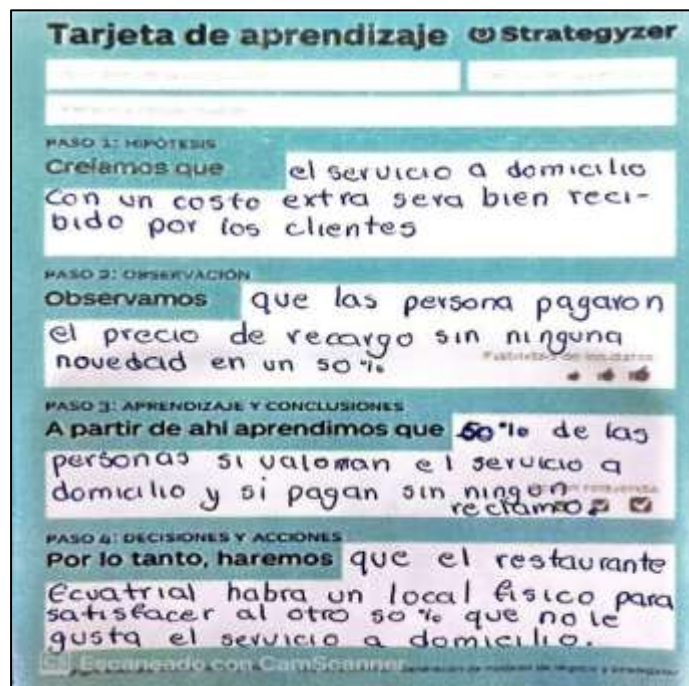 Tarjeta de aprendizaje Strategyzer
PASO 1: HIPÓTESIS
Creíamos que el servicio a domicilio
con un costo extra sera bien reci-
bido por los clientes
PASO 2: OBSERVACIÓN
Observamos que las persona pagaron
el precio de recargo sin ninguna
novedad en un 50%
PASO 3: APRENDIZAJE Y CONCLUSIONES
A partir de ahí aprendimos que 50% de las
personas si valoman el servicio a
domicilio y si pagan sin ningun
reclamo.
PASO 4: DECISIONES Y ACCIONES
Por lo tanto, haremos que el restaurante
Ecuatrial habra un local fisico para
satisfacer al otro 50% que no le
gusta el servicio a domicilio.
CS Escaneado con CamScanner